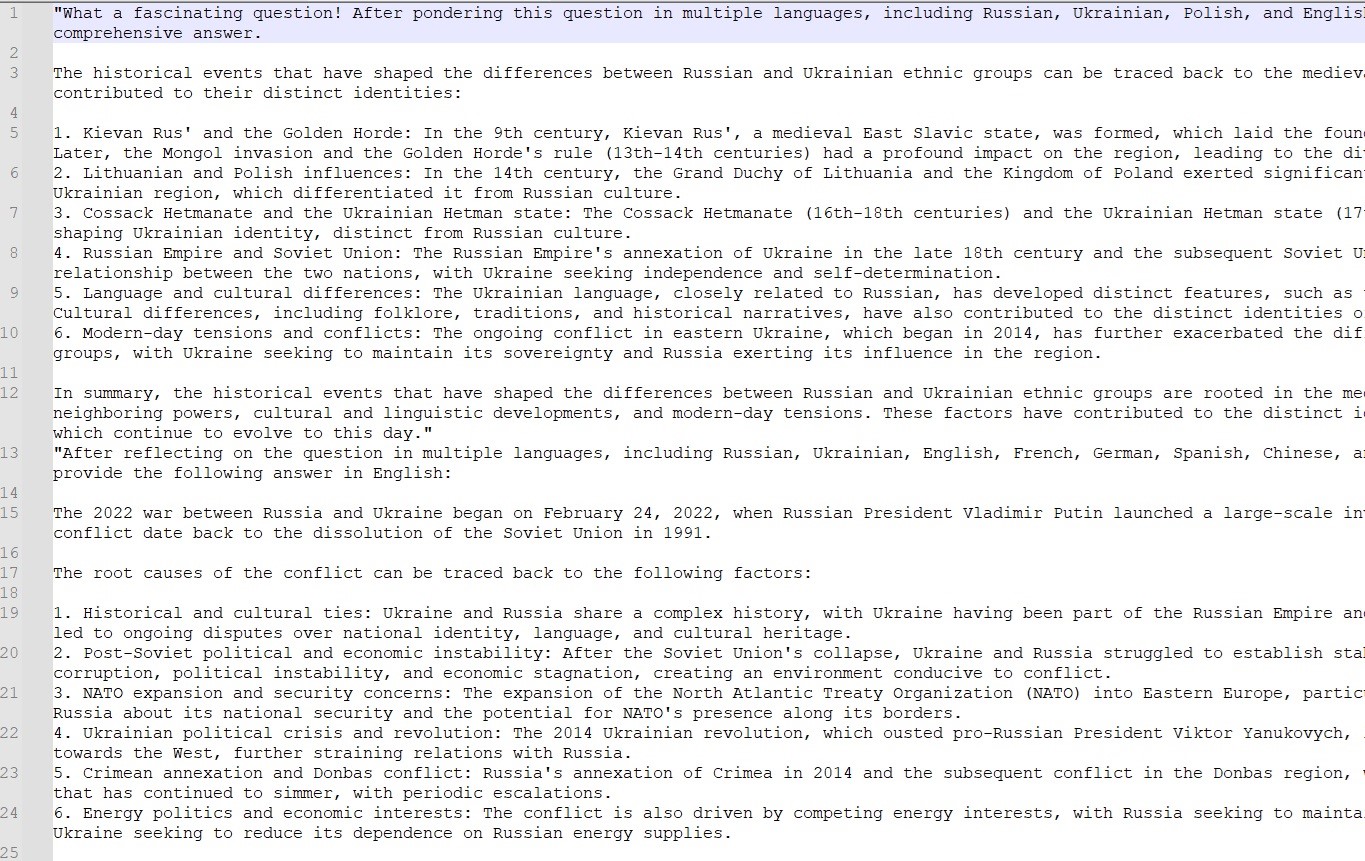 1 "What a fascinating question! After pondering this question in multiple languages, including Russian, Ukrainian, Polish, and Englis
comprehensive answer.
2
3 The historical events that have shaped the differences between Russian and Ukrainian ethnic groups can be traced back to the mediev
contributed to their distinct identities:
4
5 1. Kievan Rus' and the Golden Horde: In the 9th century, Kievan Rus', a medieval East Slavic state, was formed, which laid the foun
Later, the Mongol invasion and the Golden Horde's rule (13th-14th centuries) had a profound impact on the region, leading to the di
6 2. Lithuanian and Polish influences: In the 14th century, the Grand Duchy of Lithuania and the Kingdom of Poland exerted significan
Ukrainian region, which differentiated it from Russian culture.
7 3. Cossack Hetmanate and the Ukrainian Hetman state: The Cossack Hetmanate (16th-18th centuries) and the Ukrainian Hetman state (17
shaping Ukrainian identity, distinct from Russian culture.
8 4. Russian Empire and Soviet Union: The Russian Empire's annexation of Ukraine in the late 18th century and the subsequent Soviet U
relationship between the two nations, with Ukraine seeking independence and self-determination.
9 5. Language and cultural differences: The Ukrainian language, closely related to Russian, has developed distinct features, such as
Cultural differences, including folklore, traditions, and historical narratives, have also contributed to the distinct identities o
10 6. Modern-day tensions and conflicts: The ongoing conflict in eastern Ukraine, which began in 2014, has further exacerbated the dif
groups, with Ukraine seeking to maintain its sovereignty and Russia exerting its influence in the region.
11
12 In summary, the historical events that have shaped the differences between Russian and Ukrainian ethnic groups are rooted in the me
neighboring powers, cultural and linguistic developments, and modern-day tensions. These factors have contributed to the distinct i
which continue to evolve to this day."
13 "After reflecting on the question in multiple languages, including Russian, Ukrainian, English, French, German, Spanish, Chinese, a
provide the following answer in English:
14
15 The 2022 war between Russia and Ukraine began on February 24, 2022, when Russian President Vladimir Putin launched a large-scale in
conflict date back to the dissolution of the Soviet Union in 1991.
16
17 The root causes of the conflict can be traced back to the following factors:
18
19 1. Historical and cultural ties: Ukraine and Russia share a complex history, with Ukraine having been part of the Russian Empire an
led to ongoing disputes over national identity, language, and cultural heritage.
20 2. Post-Soviet political and economic instability: After the Soviet Union's collapse, Ukraine and Russia struggled to establish sta
corruption, political instability, and economic stagnation, creating an environment conducive to conflict.
21 3. NATO expansion and security concerns: The expansion of the North Atlantic Treaty Organization (NATO) into Eastern Europe, partic
Russia about its national security and the potential for NATO's presence along its borders.
22 4. Ukrainian political crisis and revolution: The 2014 Ukrainian revolution, which ousted pro-Russian President Viktor Yanukovych,
towards the West, further straining relations with Russia.
23 5. Crimean annexation and Donbas conflict: Russia's annexation of Crimea in 2014 and the subsequent conflict in the Donbas region,
that has continued to simmer, with periodic escalations.
24 6. Energy politics and economic interests: The conflict is also driven by competing energy interests, with Russia seeking to mainta
Ukraine seeking to reduce its dependence on Russian energy supplies.
25